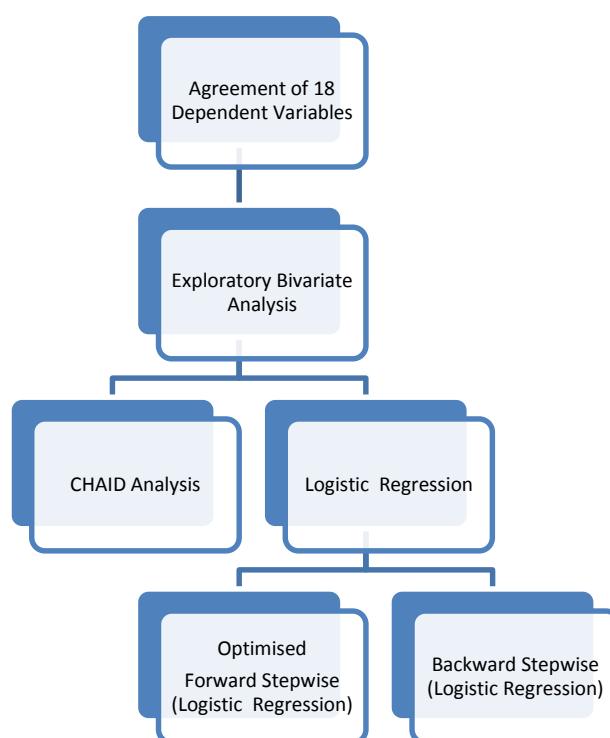 Agreement of 18
Dependent Variables
Exploratory Bivariate
Analysis
CHAID Analysis
Logistic Regression
Optimised
Forward Stepwise
(Logistic Regression)
Backward Stepwise
(Logistic Regression)